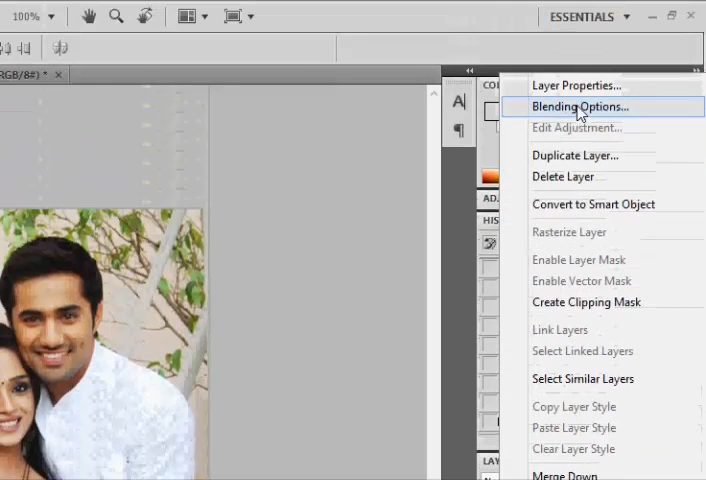 100%
ESSENTIALS
RGB/8#) *
A
Layer Properties...
Blending Options...
Edit Adjustment...
Duplicate Layer...
Delete Layer
Convert to Smart Object
Rasterize Layer
Enable Layer Mask
Enable Vector Mask
Create Clipping Mask
Link Layers
Select Linked Layers
Select Similar Layers
Copy Layer Style
Paste Layer Style
Clear Layer Style
Merge Down
COL
ADJ
HIS
LAY